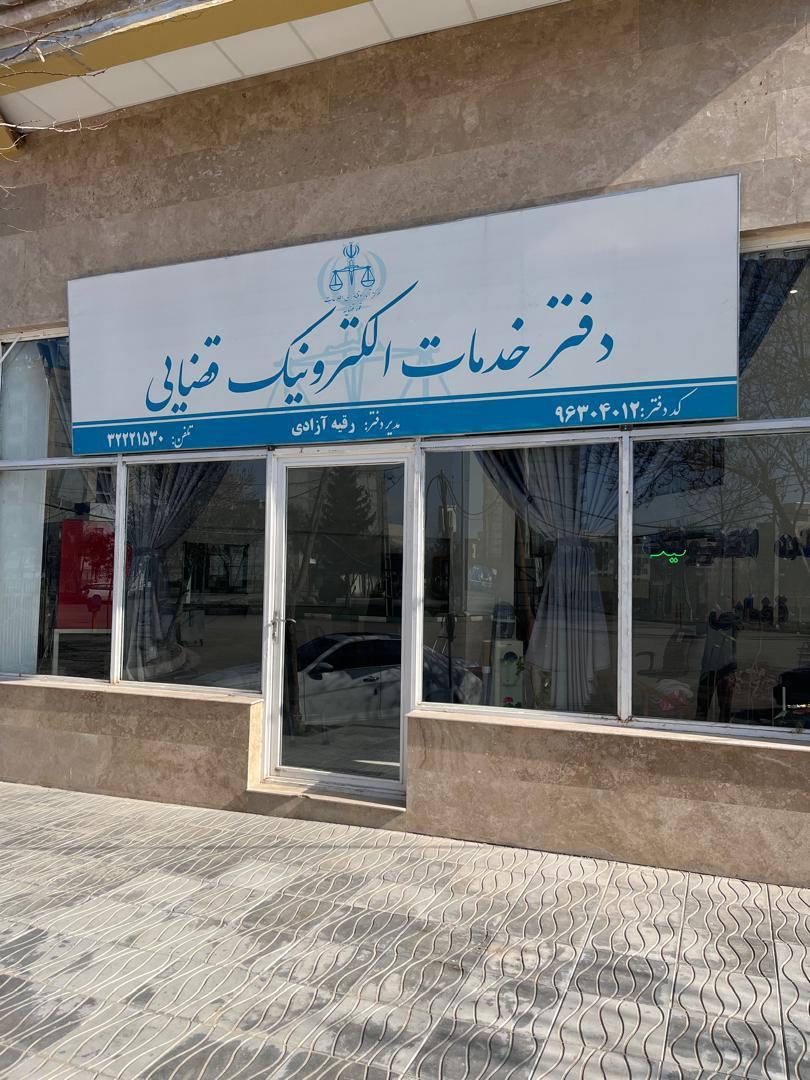 دفتر خدمات الکترونیک قضایی
کد دفتر: ۹۶۳۰۴۰۱۲
مدیر دفتر: رقیه آزادی
تلفن: ۳۲۲۲۱۵۳۰